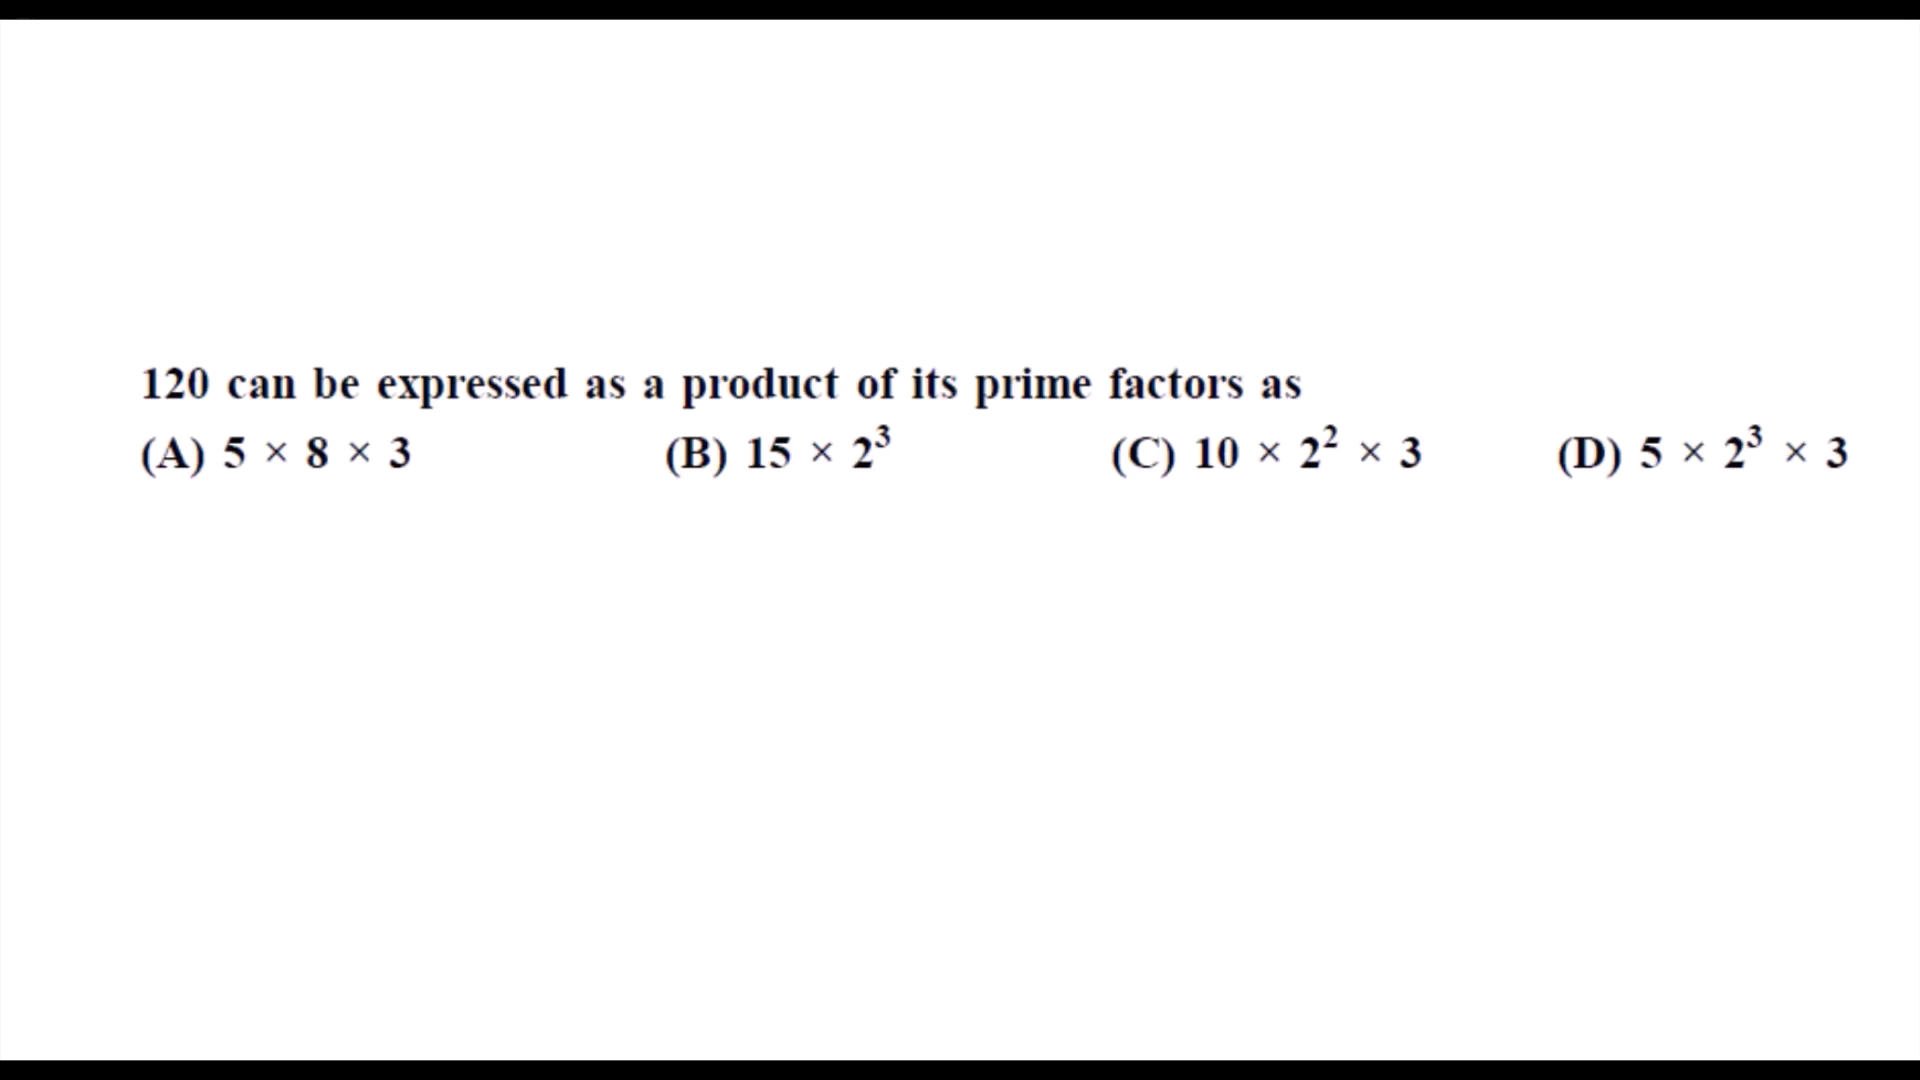 120 can be expressed as a product of its prime factors as
(A) 5 × 8 × 3 (B) 15 × 2³ (C) 10 × 2² × 3 (D) 5 × 2³ × 3